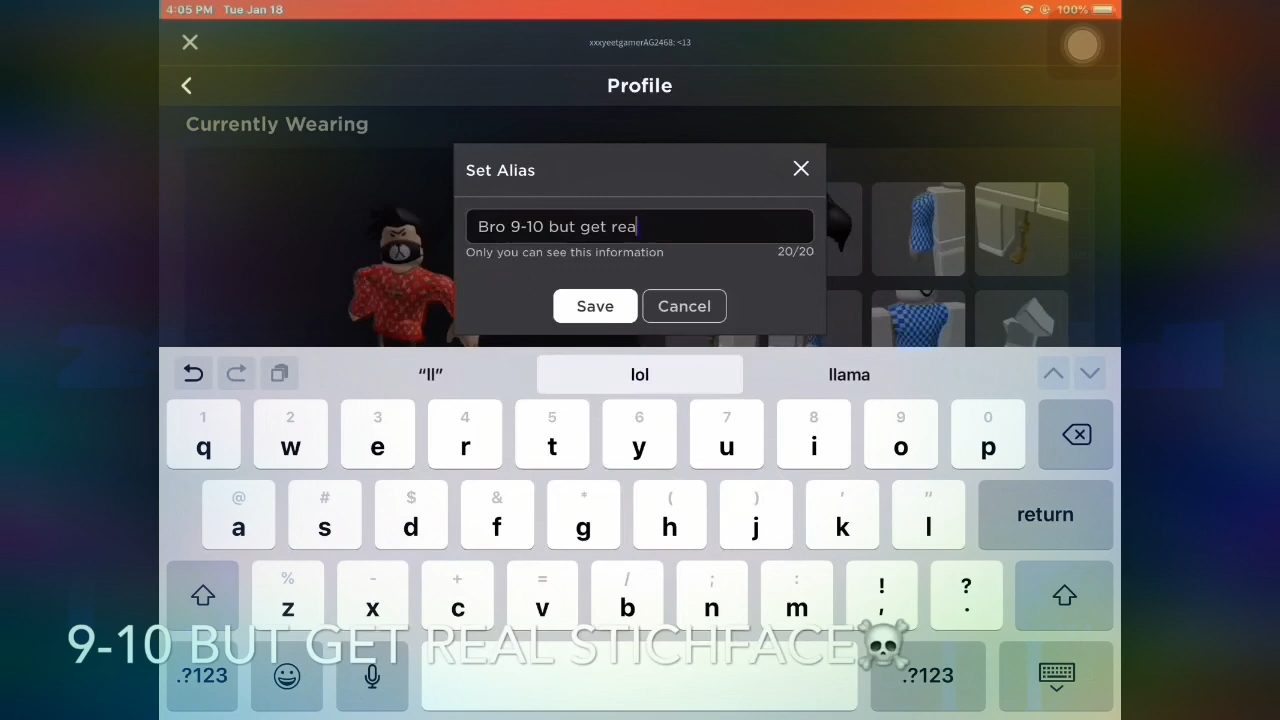 4:05 PM Tue Jan 18 100%
xxxyeetgamerAG2468: <13
Profile
Currently Wearing
Set Alias
Bro 9-10 but get rea
Only you can see this information 20/20
Save Cancel
“ll” lol llama
1 2 3 4 5 6 7 8 9 0
q w e r t y u i o p
@ # $ & * ( ) ' "
a s d f g h j k l return
% - + = / ; : ! ?
z x c v b n m , .
9-10 BUT GET REAL STICHFACE☠️
.?123 .?123